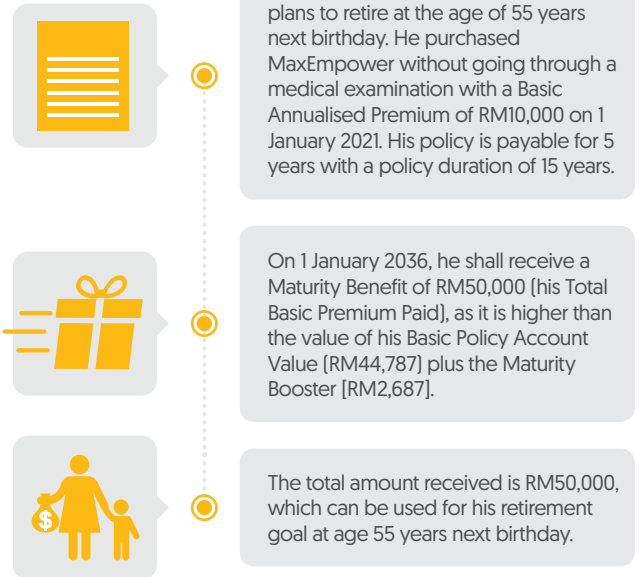 plans to retire at the age of 55 years
next birthday. He purchased
MaxEmpower without going through a
medical examination with a Basic
Annualised Premium of RM10,000 on 1
January 2021. His policy is payable for 5
years with a policy duration of 15 years.
On 1 January 2036, he shall receive a
Maturity Benefit of RM50,000 (his Total
Basic Premium Paid), as it is higher than
the value of his Basic Policy Account
Value (RM44,787) plus the Maturity
Booster [RM2,687].
$
The total amount received is RM50,000,
which can be used for his retirement
goal at age 55 years next birthday.